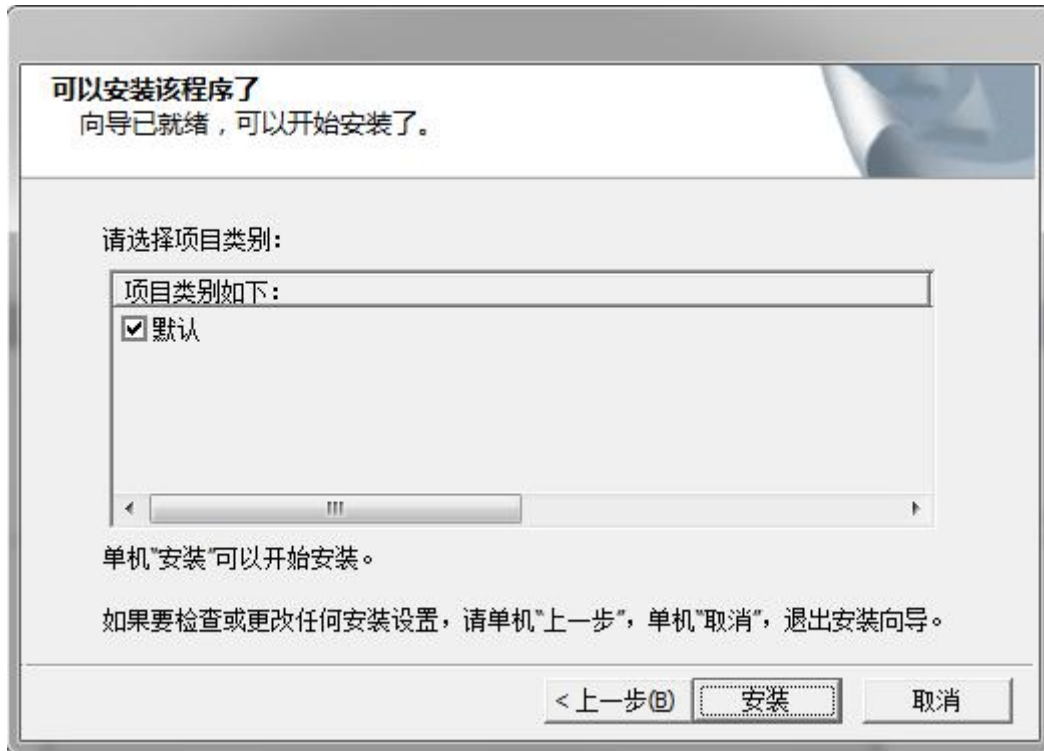 可以安装该程序了
向导已就绪，可以开始安装了。
请选择项目类别：
项目类别如下：
默认
单机"安装"可以开始安装。
如果要检查或更改任何安装设置，请单机"上一步"，单机"取消"，退出安装向导。
<上一步(B) 安装 取消